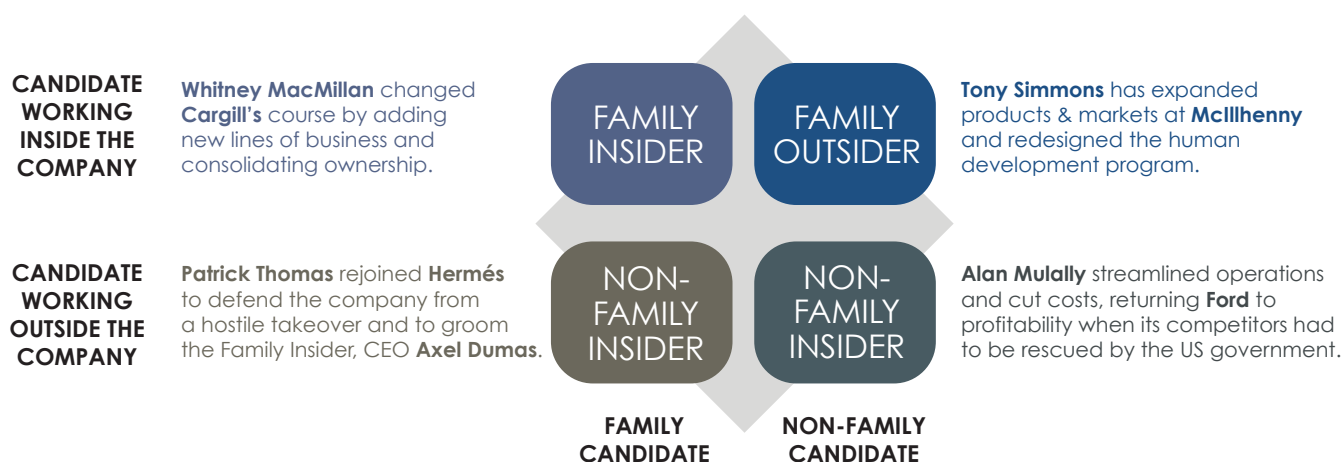 CANDIDATE
WORKING
INSIDE THE
COMPANY
Whitney MacMillan changed
Cargill’s course by adding
new lines of business and
consolidating ownership.
FAMILY
INSIDER
FAMILY
OUTSIDER
Tony Simmons has expanded
products & markets at McIllhenny
and redesigned the human
development program.
CANDIDATE
WORKING
OUTSIDE THE
COMPANY
Patrick Thomas rejoined Hermés
to defend the company from
a hostile takeover and to groom
the Family Insider, CEO Axel Dumas.
NON-
FAMILY
INSIDER
NON-
FAMILY
INSIDER
Alan Mulally streamlined operations
and cut costs, returning Ford to
profitability when its competitors had
to be rescued by the US government.
FAMILY
CANDIDATE
NON-FAMILY
CANDIDATE